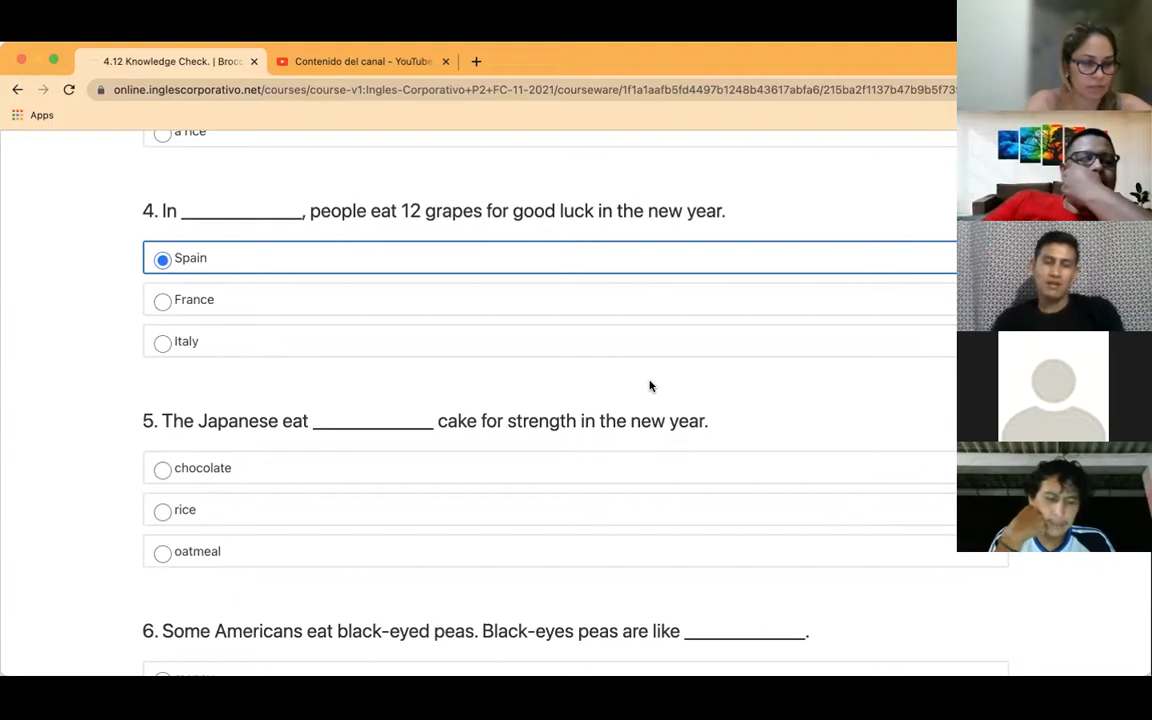 4.12 Knowledge Check. | Broc
Contenido del canal - YouTube
online.inglescorporativo.net/courses/course-v1:Ingles-Corporativo+P2+FC-11-2021/courseware/1f1a1aafb5fd4497b1248b43617abfa6/215ba2f1137b47b9b5f73
Apps
a rice
4. In ____________, people eat 12 grapes for good luck in the new year.
Spain
France
Italy
5. The Japanese eat ____________ cake for strength in the new year.
chocolate
rice
oatmeal
6. Some Americans eat black-eyed peas. Black-eyes peas are like ____________.